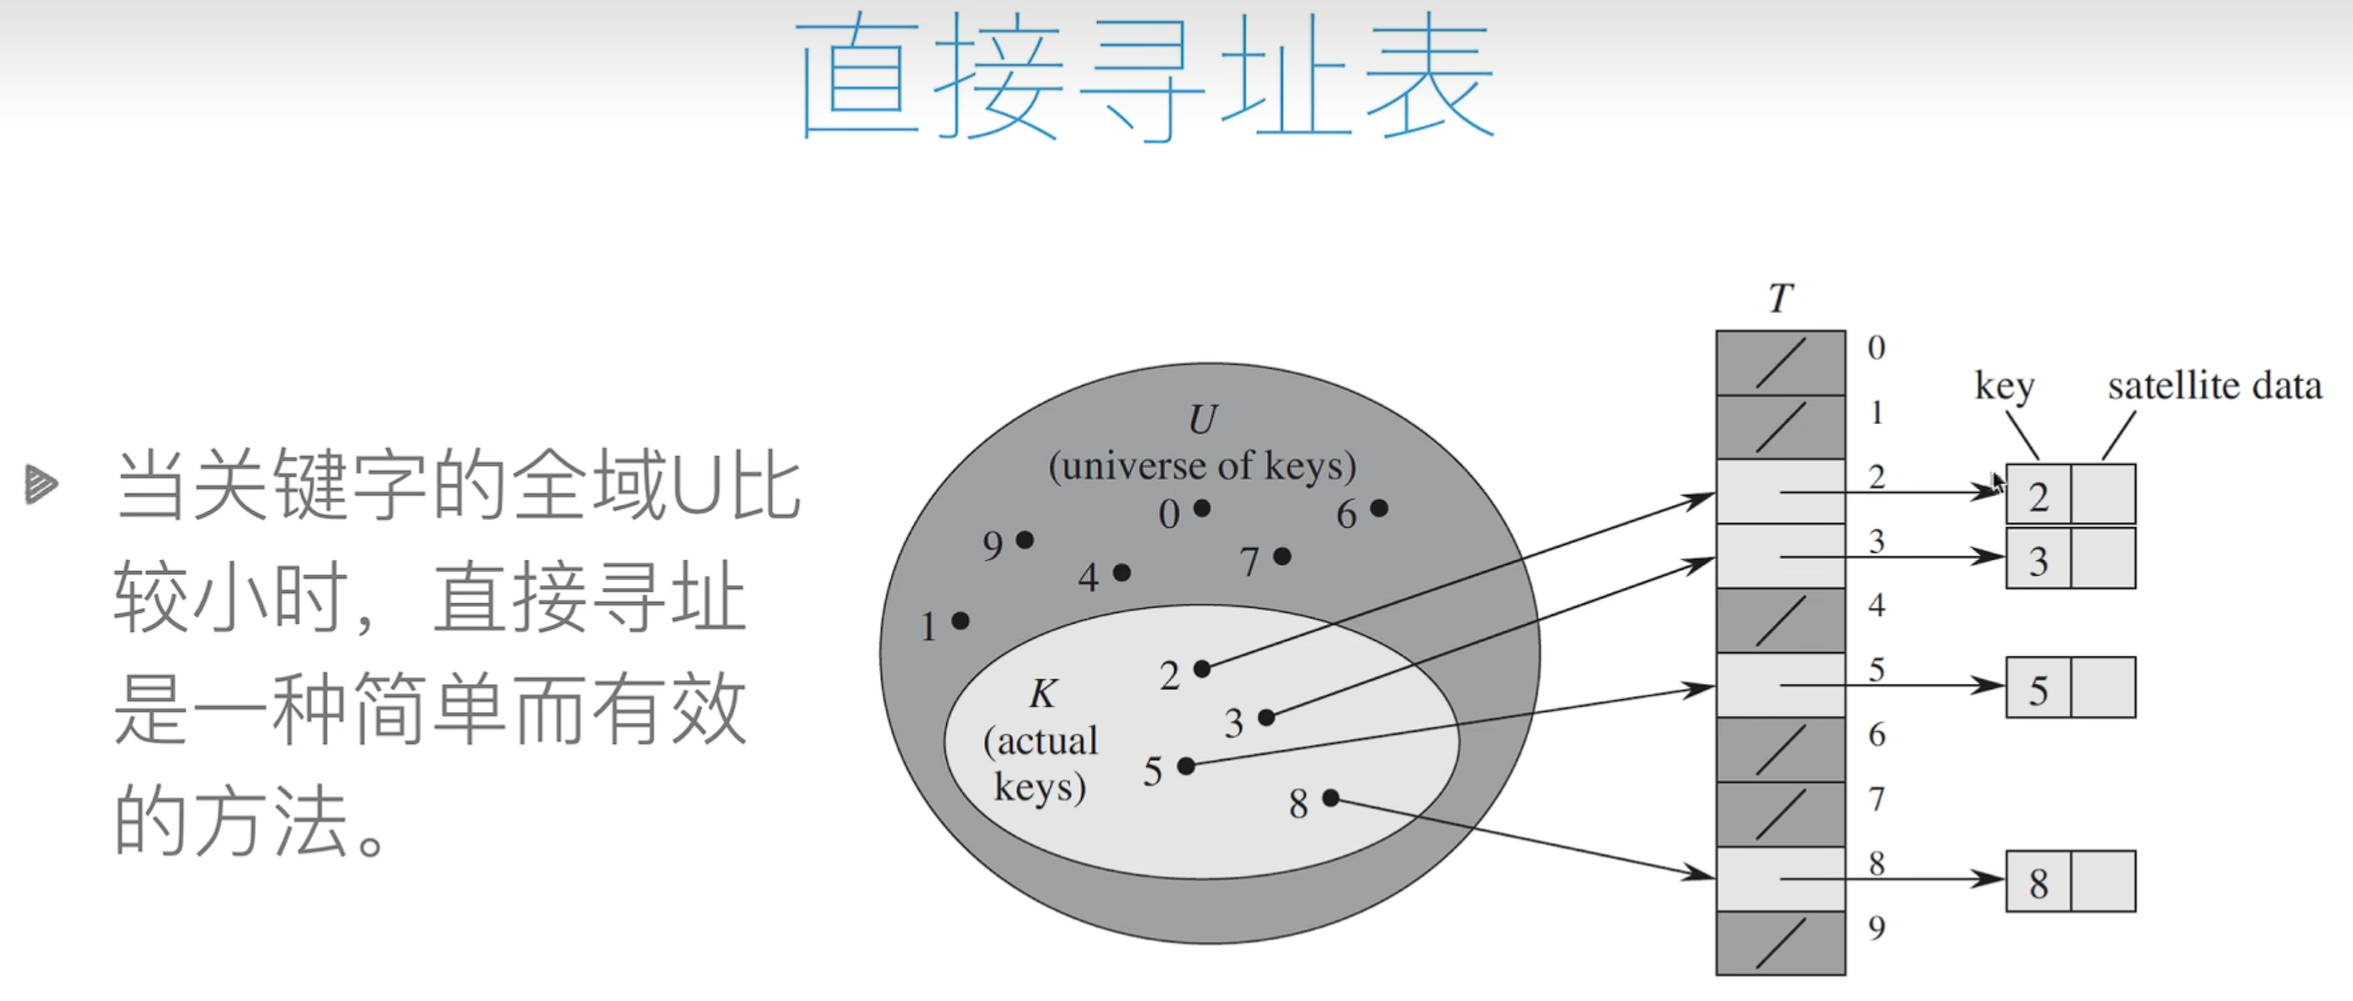 直接寻址表
当关键字的全域U比
较小时，直接寻址
是一种简单而有效
的方法。
U
(universe of keys)
0
6
9
4
7
1
K
(actual
keys)
2
3
5
8
T
0
1
2
3
4
5
6
7
8
9
key
satellite data
2
3
5
8